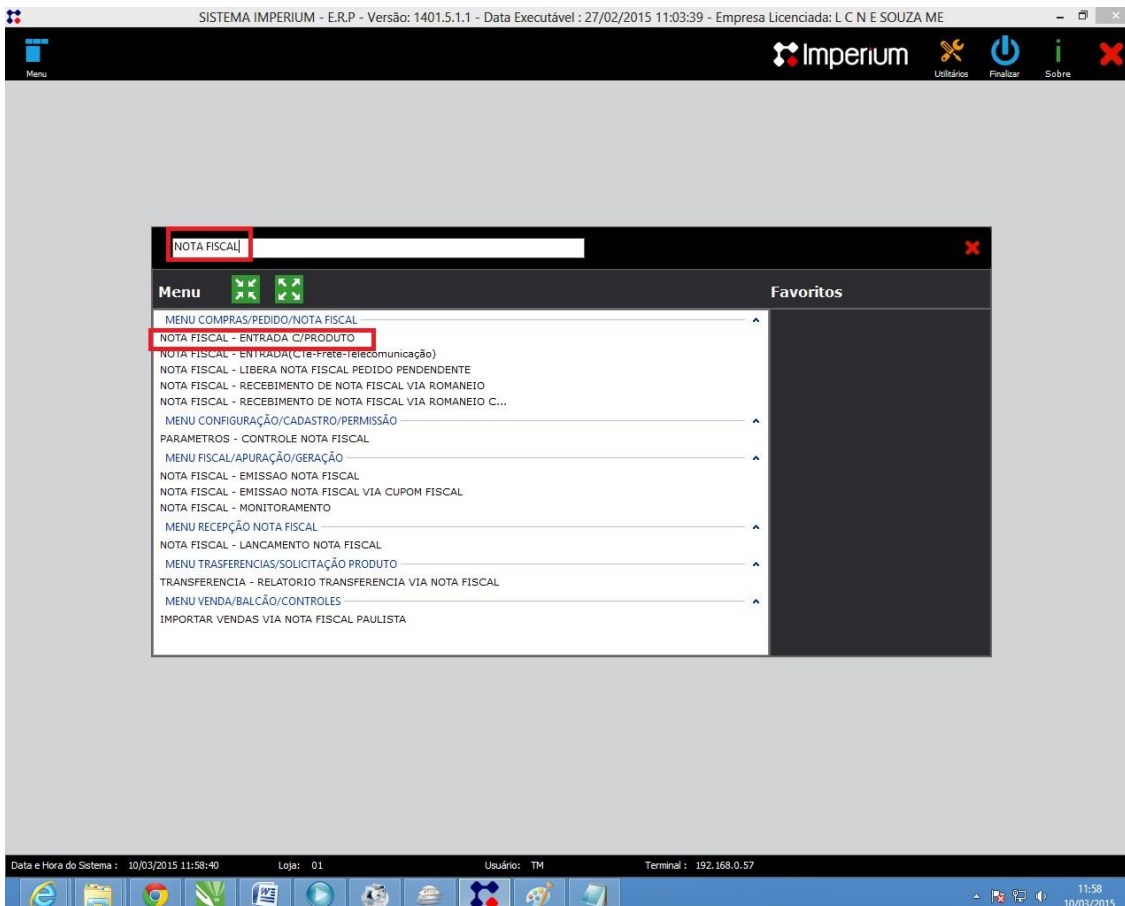 SISTEMA IMPERIUM - E.R.P - Versão: 1401.5.1.1 - Data Executável : 27/02/2015 11:03:39 - Empresa Licenciada: L C N E SOUZA ME
Menu
Imperium
Utilitários
Finalizar
Sobre
NOTA FISCAL
Menu
Favoritos
MENU COMPRAS/PEDIDO/NOTA FISCAL
NOTA FISCAL - ENTRADA C/PRODUTO
NOTA FISCAL - ENTRADA(CTe-Frete-Telecomunicação)
NOTA FISCAL - LIBERA NOTA FISCAL PEDIDO PENDENDENTE
NOTA FISCAL - RECEBIMENTO DE NOTA FISCAL VIA ROMANEIO
NOTA FISCAL - RECEBIMENTO DE NOTA FISCAL VIA ROMANEIO C...
MENU CONFIGURAÇÃO/CADASTRO/PERMISSÃO
PARAMETROS - CONTROLE NOTA FISCAL
MENU FISCAL/APURAÇÃO/GERAÇÃO
NOTA FISCAL - EMISSAO NOTA FISCAL
NOTA FISCAL - EMISSAO NOTA FISCAL VIA CUPOM FISCAL
NOTA FISCAL - MONITORAMENTO
MENU RECEPÇÃO NOTA FISCAL
NOTA FISCAL - LANCAMENTO NOTA FISCAL
MENU TRASFERENCIAS/SOLICITAÇÃO PRODUTO
TRANSFERENCIA - RELATORIO TRANSFERENCIA VIA NOTA FISCAL
MENU VENDA/BALCÃO/CONTROLES
IMPORTAR VENDAS VIA NOTA FISCAL PAULISTA
Data e Hora do Sistema : 10/03/2015 11:58:40 Loja: 01 Usuário: TM Terminal : 192.168.0.57
11:58
10/03/2015